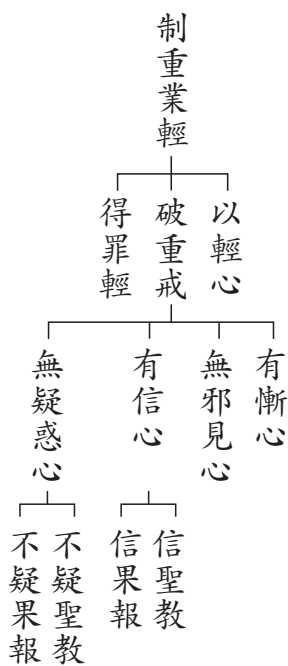 制重業輕
以輕心
破重戒
得罪輕
有慚心
無邪見心
有信心
無疑惑心
信聖教
信果報
不疑聖教
不疑果報